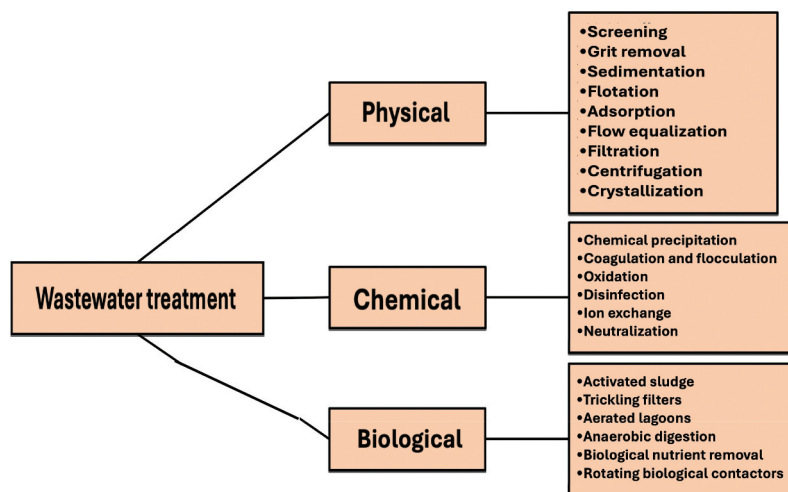 Wastewater treatment
Physical
•Screening
•Grit removal
•Sedimentation
•Flotation
•Adsorption
•Flow equalization
•Filtration
•Centrifugation
•Crystallization
Chemical
•Chemical precipitation
•Coagulation and flocculation
•Oxidation
•Disinfection
•Ion exchange
•Neutralization
Biological
•Activated sludge
•Trickling filters
•Aerated lagoons
•Anaerobic digestion
•Biological nutrient removal
•Rotating biological contactors